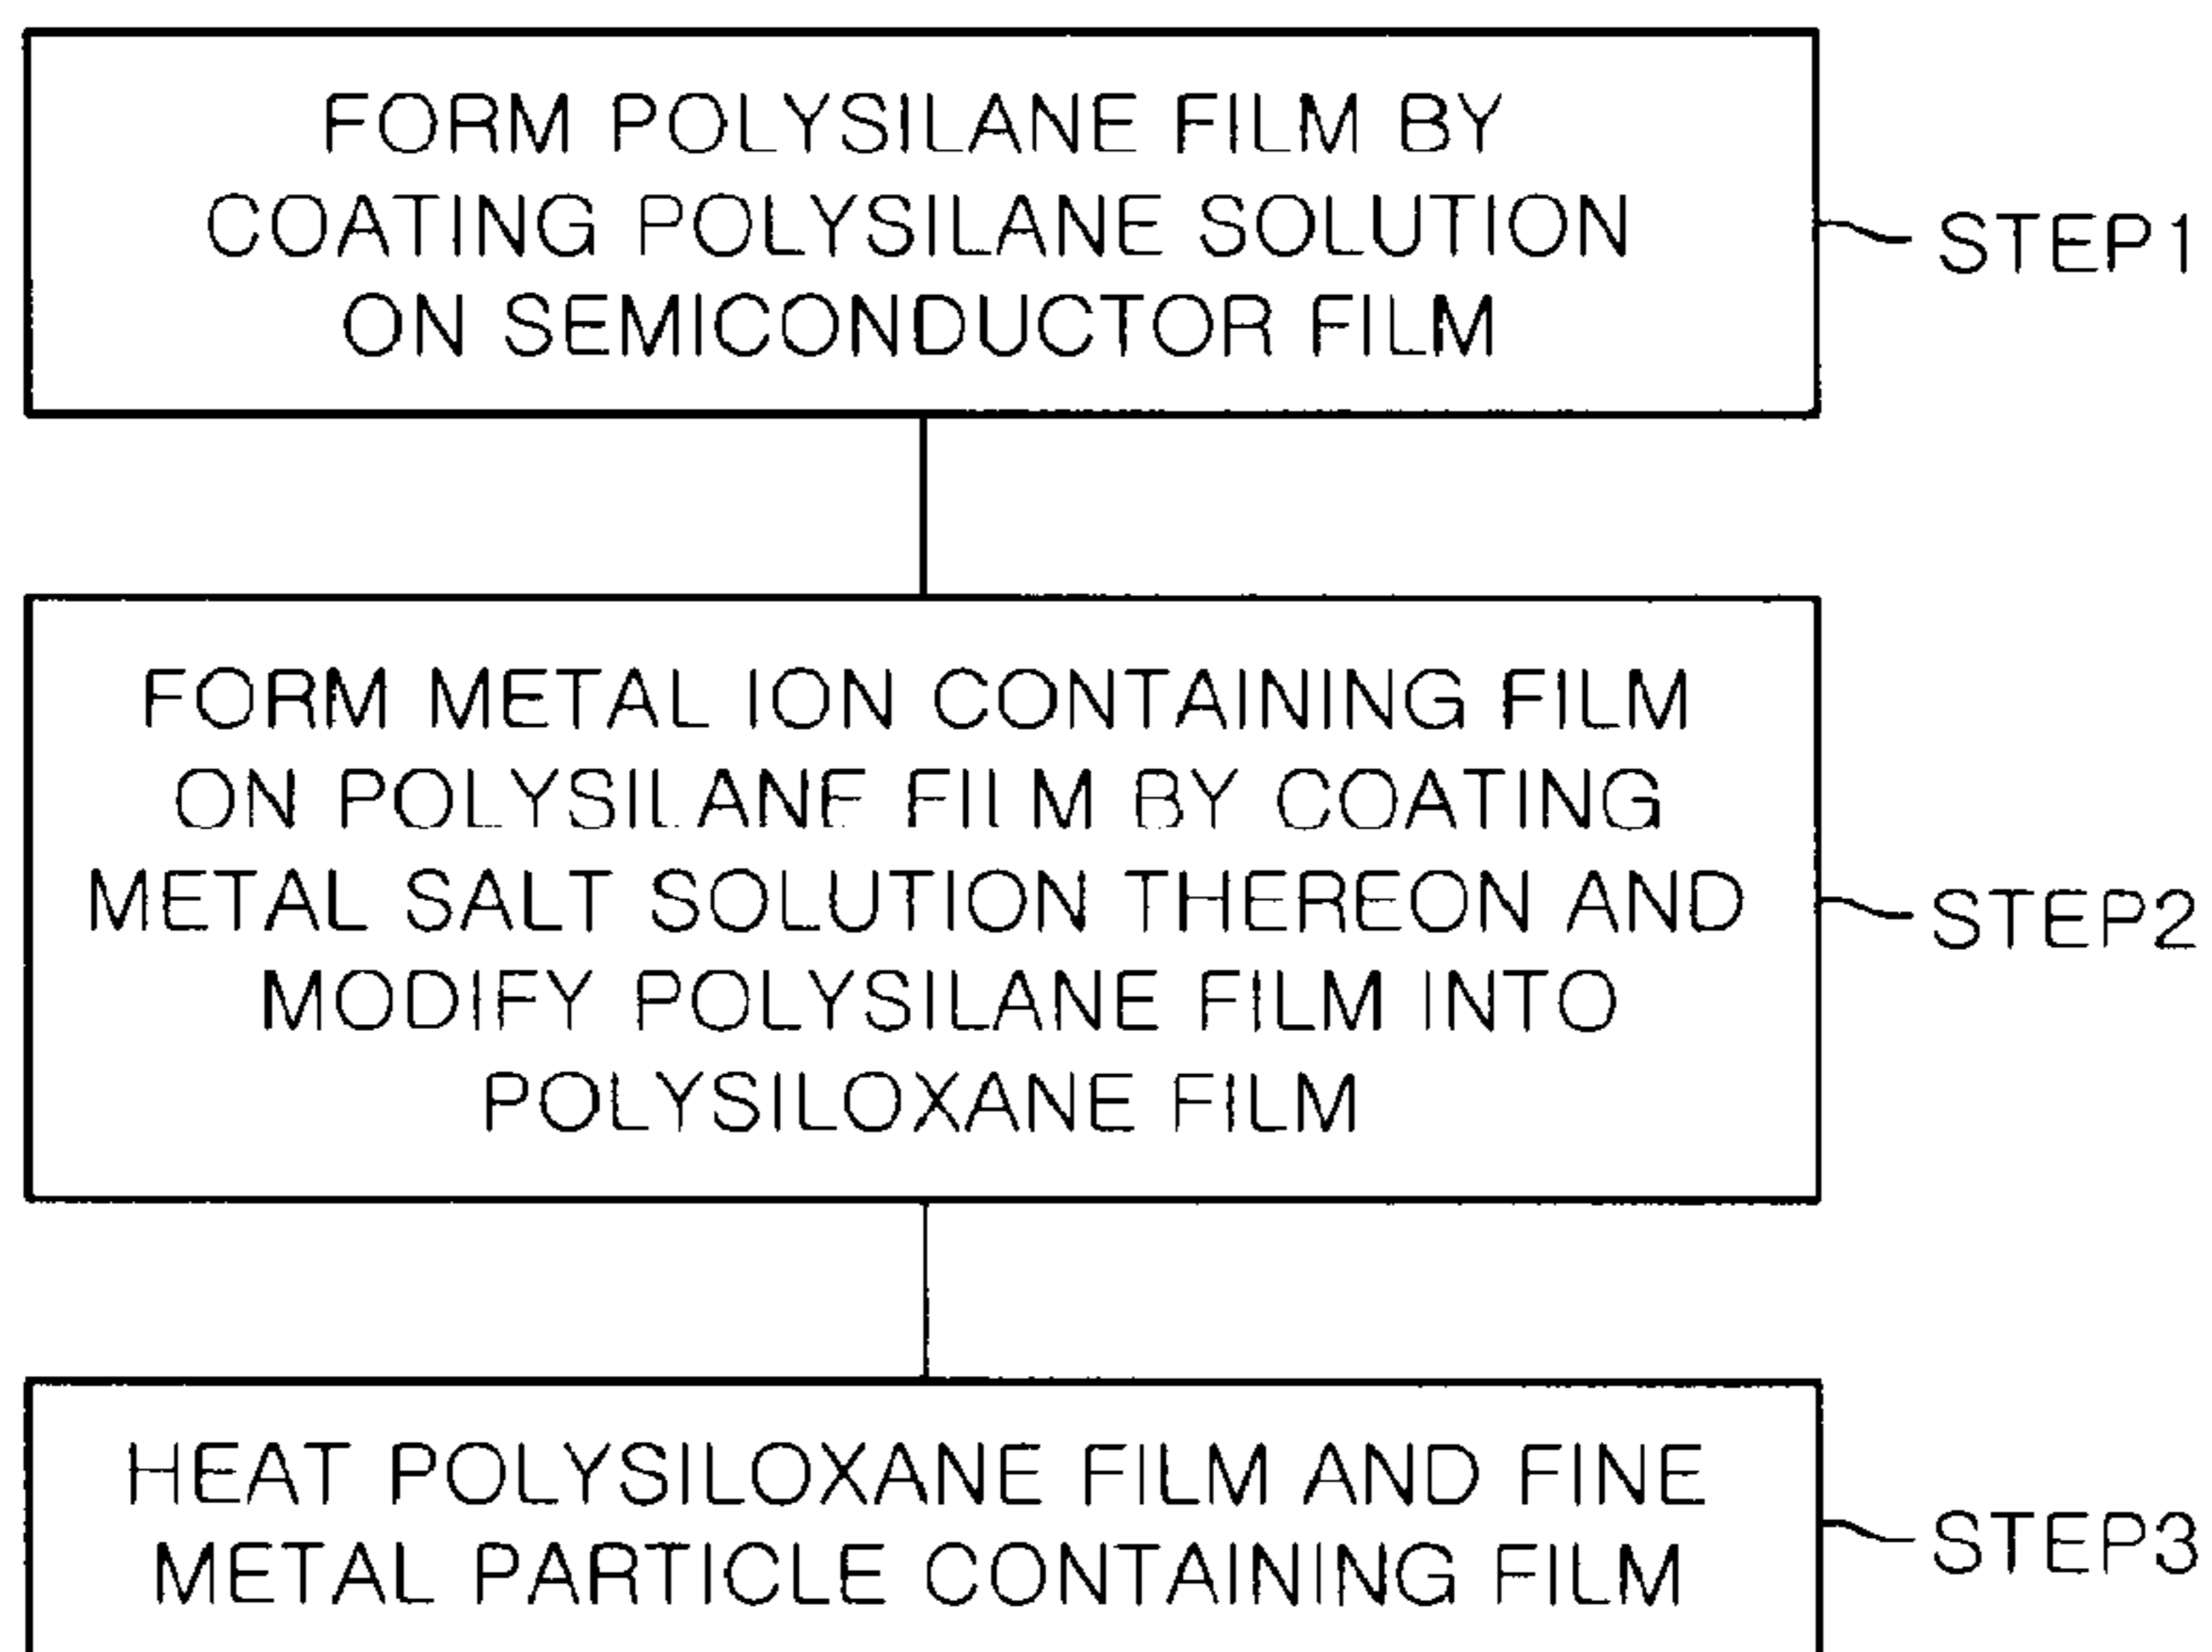 FORM POLYSILANE FILM BY
COATING POLYSILANE SOLUTION
ON SEMICONDUCTOR FILM
STEP1
FORM METAL ION CONTAINING FILM
ON POLYSILANE FILM BY COATING
METAL SALT SOLUTION THEREON AND
MODIFY POLYSILANE FILM INTO
POLYSILOXANE FILM
STEP2
HEAT POLYSILOXANE FILM AND FINE
METAL PARTICLE CONTAINING FILM
STEP3